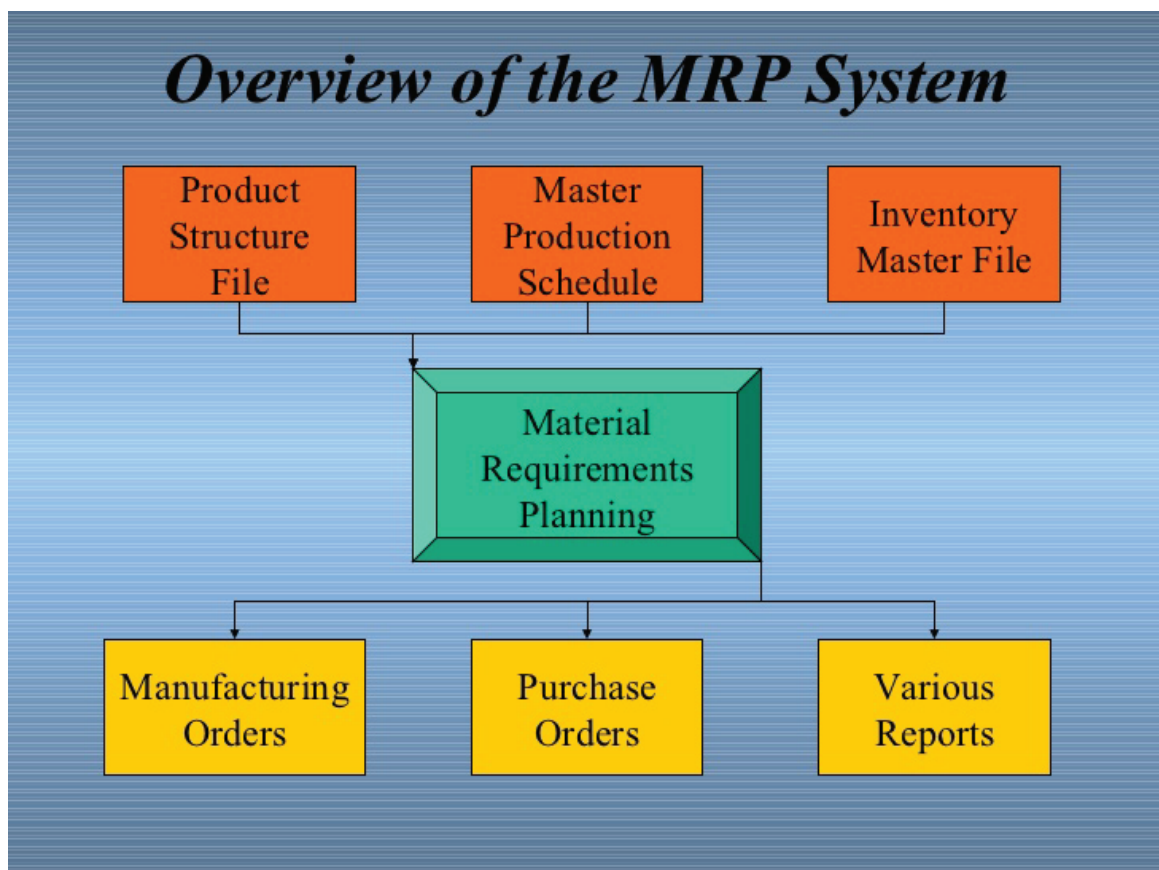 Overview of the MRP System
Product
Structure
File
Master
Production
Schedule
Inventory
Master File
Material
Requirements
Planning
Manufacturing
Orders
Purchase
Orders
Various
Reports